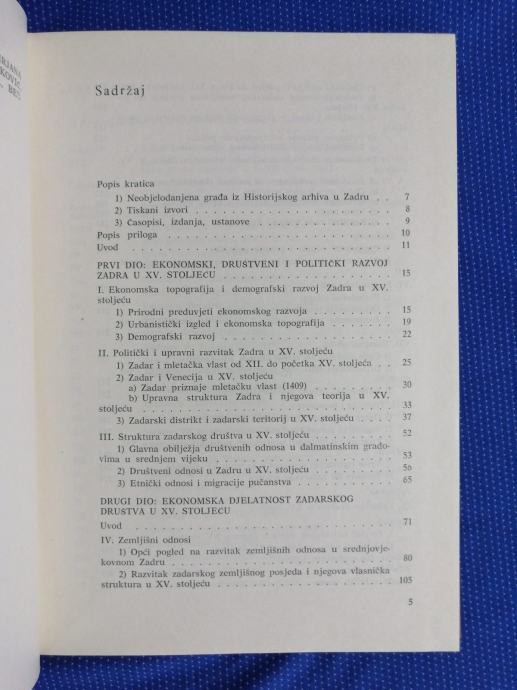 RJANA
KOVIĆ
Sadržaj
Popis kratica
1) Neobjelodanjena građa iz Historijskog arhiva u Zadru . . 7
2) Tiskani izvori . . . . . . . . . . . . . . . . 8
3) Časopisi, izdanja, ustanove . . . . . . . . . . . . 9
Popis priloga . . . . . . . . . . . . . . . . . . 10
Uvod . . . . . . . . . . . . . . . . . . . . . 11
PRVI DIO: EKONOMSKI, DRUŠTVENI I POLITIČKI RAZVOJ
ZADRA U XV. STOLJEĆU . . . . . . . . . . . . . . 15
I. Ekonomska topografija i demografski razvoj Zadra u XV.
stoljeću
1) Prirodni preduvjeti ekonomskog razvoja . . . . . . . 15
2) Urbanistički izgled i ekonomska topografija . . . . . . 19
3) Demografski razvoj . . . . . . . . . . . . . . 22
II. Politički i upravni razvitak Zadra u XV. stoljeću
1) Zadar i mletačka vlast od XII. do početka XV. stoljeća . . 25
2) Zadar i Venecija u XV. stoljeću
a) Zadar priznaje mletačku vlast (1409) . . . . . . . 30
b) Upravna struktura Zadra i njegova teorija u XV.
stoljeću . . . . . . . . . . . . . . . . . . . . 33
3) Zadarski distrikt i zadarski teritorij u XV. stoljeću . . . . 37
III. Struktura zadarskog društva u XV. stoljeću . . . . . . . 52
1) Glavna obilježja društvenih odnosa u dalmatinskim grado-
vima u srednjem vijeku . . . . . . . . . . . . . . 53
2) Društveni odnosi u Zadru u XV. stoljeću . . . . . . . 56
3) Etnički odnosi i migracije pučanstva . . . . . . . . 65
DRUGI DIO: EKONOMSKA DJELATNOST ZADARSKOG
DRUŠTVA U XV. STOLJEĆU
Uvod . . . . . . . . . . . . . . . . . . . . . 71
IV. Zemljišni odnosi
1) Opći pogled na razvitak zemljišnih odnosa u srednjovje-
kovnom Zadru . . . . . . . . . . . . . . . . . 80
2) Razvitak zadarskog zemljišnog posjeda i njegova vlasnička
struktura u XV. stoljeću . . . . . . . . . . . . . . 105
5